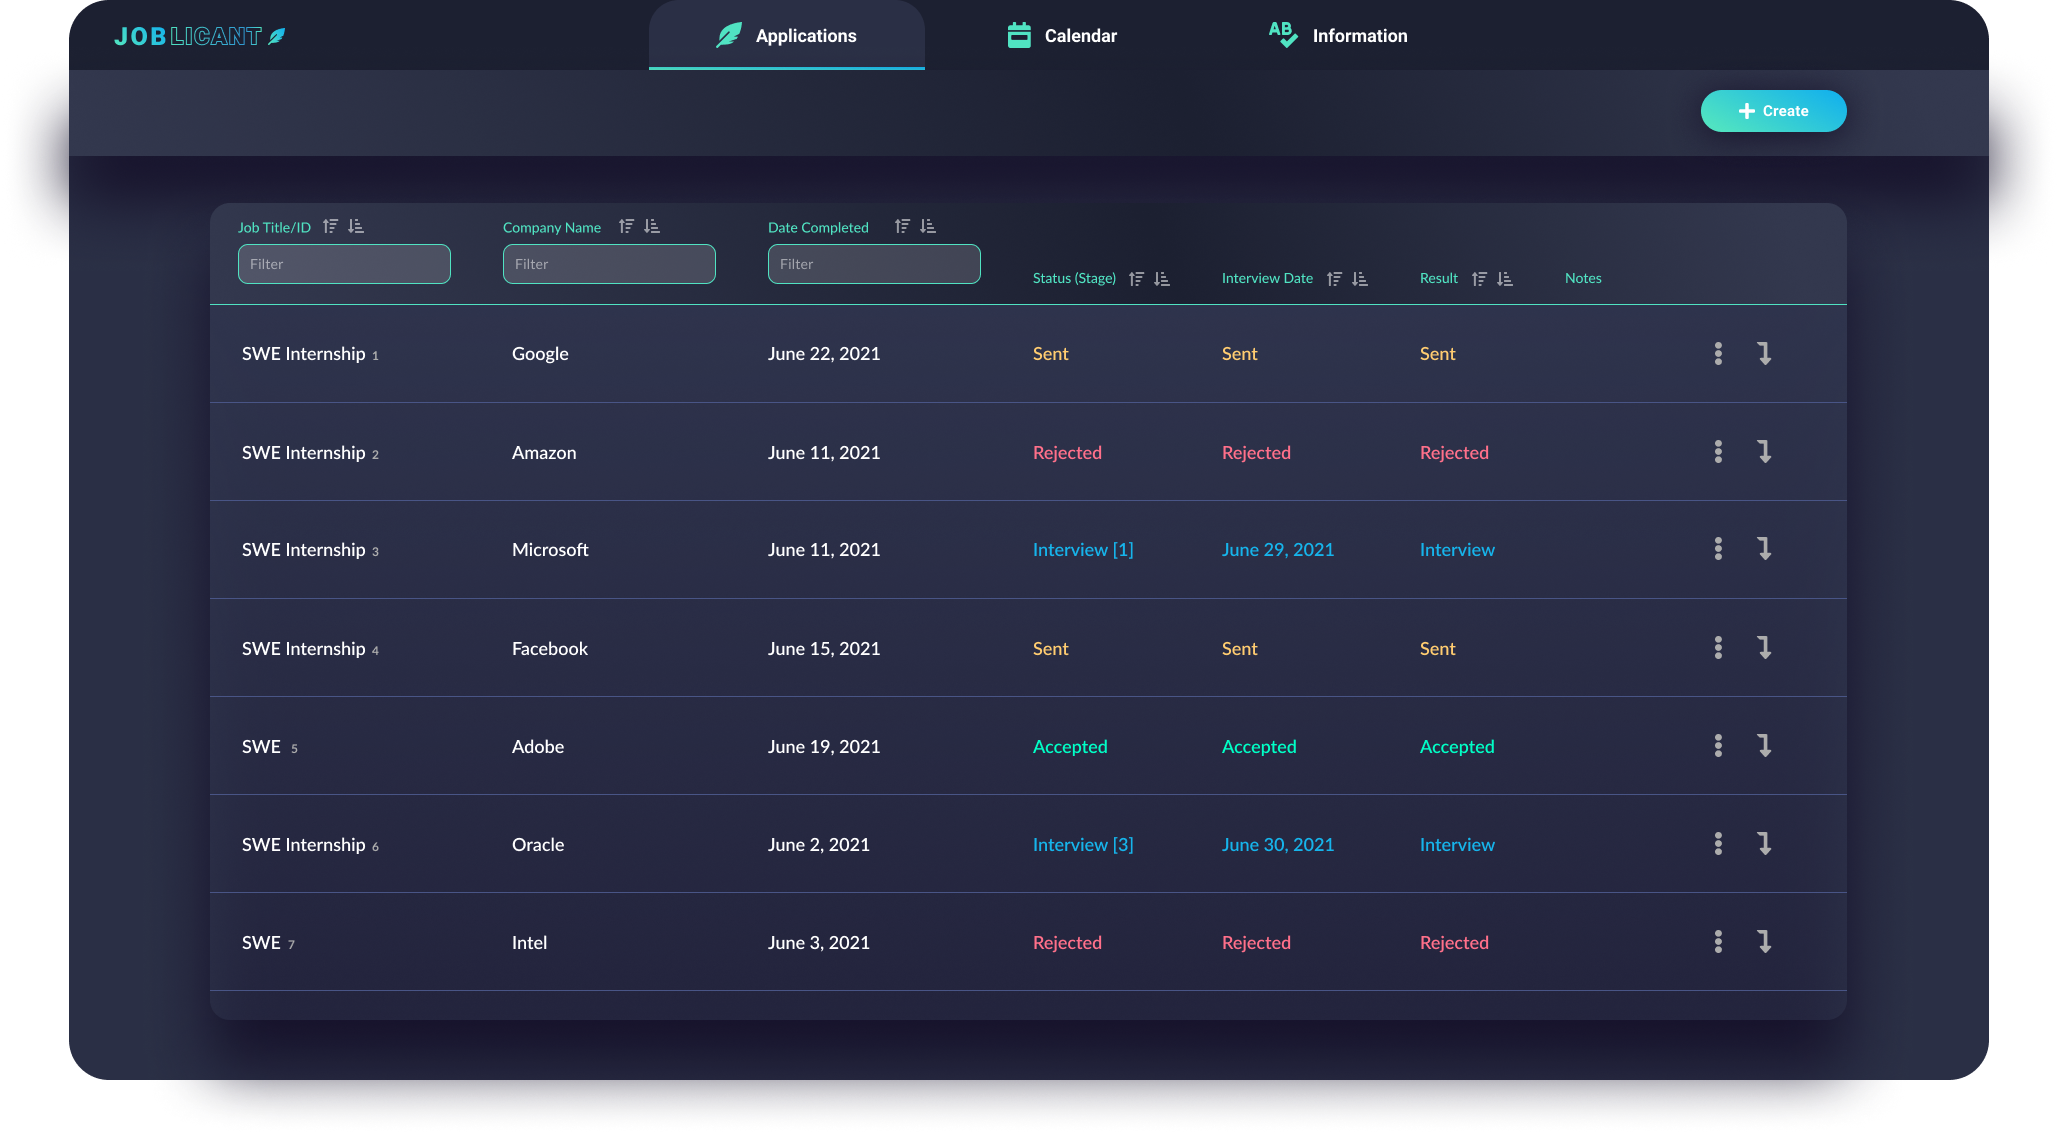 JOBLICANT Applications Calendar AB Information
Create
Job Title/ID Company Name Date Completed
Filter Filter Filter
Status (Stage) Interview Date Result Notes
SWE Internship 1 Google June 22, 2021 Sent Sent Sent
SWE Internship 2 Amazon June 11, 2021 Rejected Rejected Rejected
SWE Internship 3 Microsoft June 11, 2021 Interview [1] June 29, 2021 Interview
SWE Internship 4 Facebook June 15, 2021 Sent Sent Sent
SWE 5 Adobe June 19, 2021 Accepted Accepted Accepted
SWE Internship 6 Oracle June 2, 2021 Interview [3] June 30, 2021 Interview
SWE 7 Intel June 3, 2021 Rejected Rejected Rejected